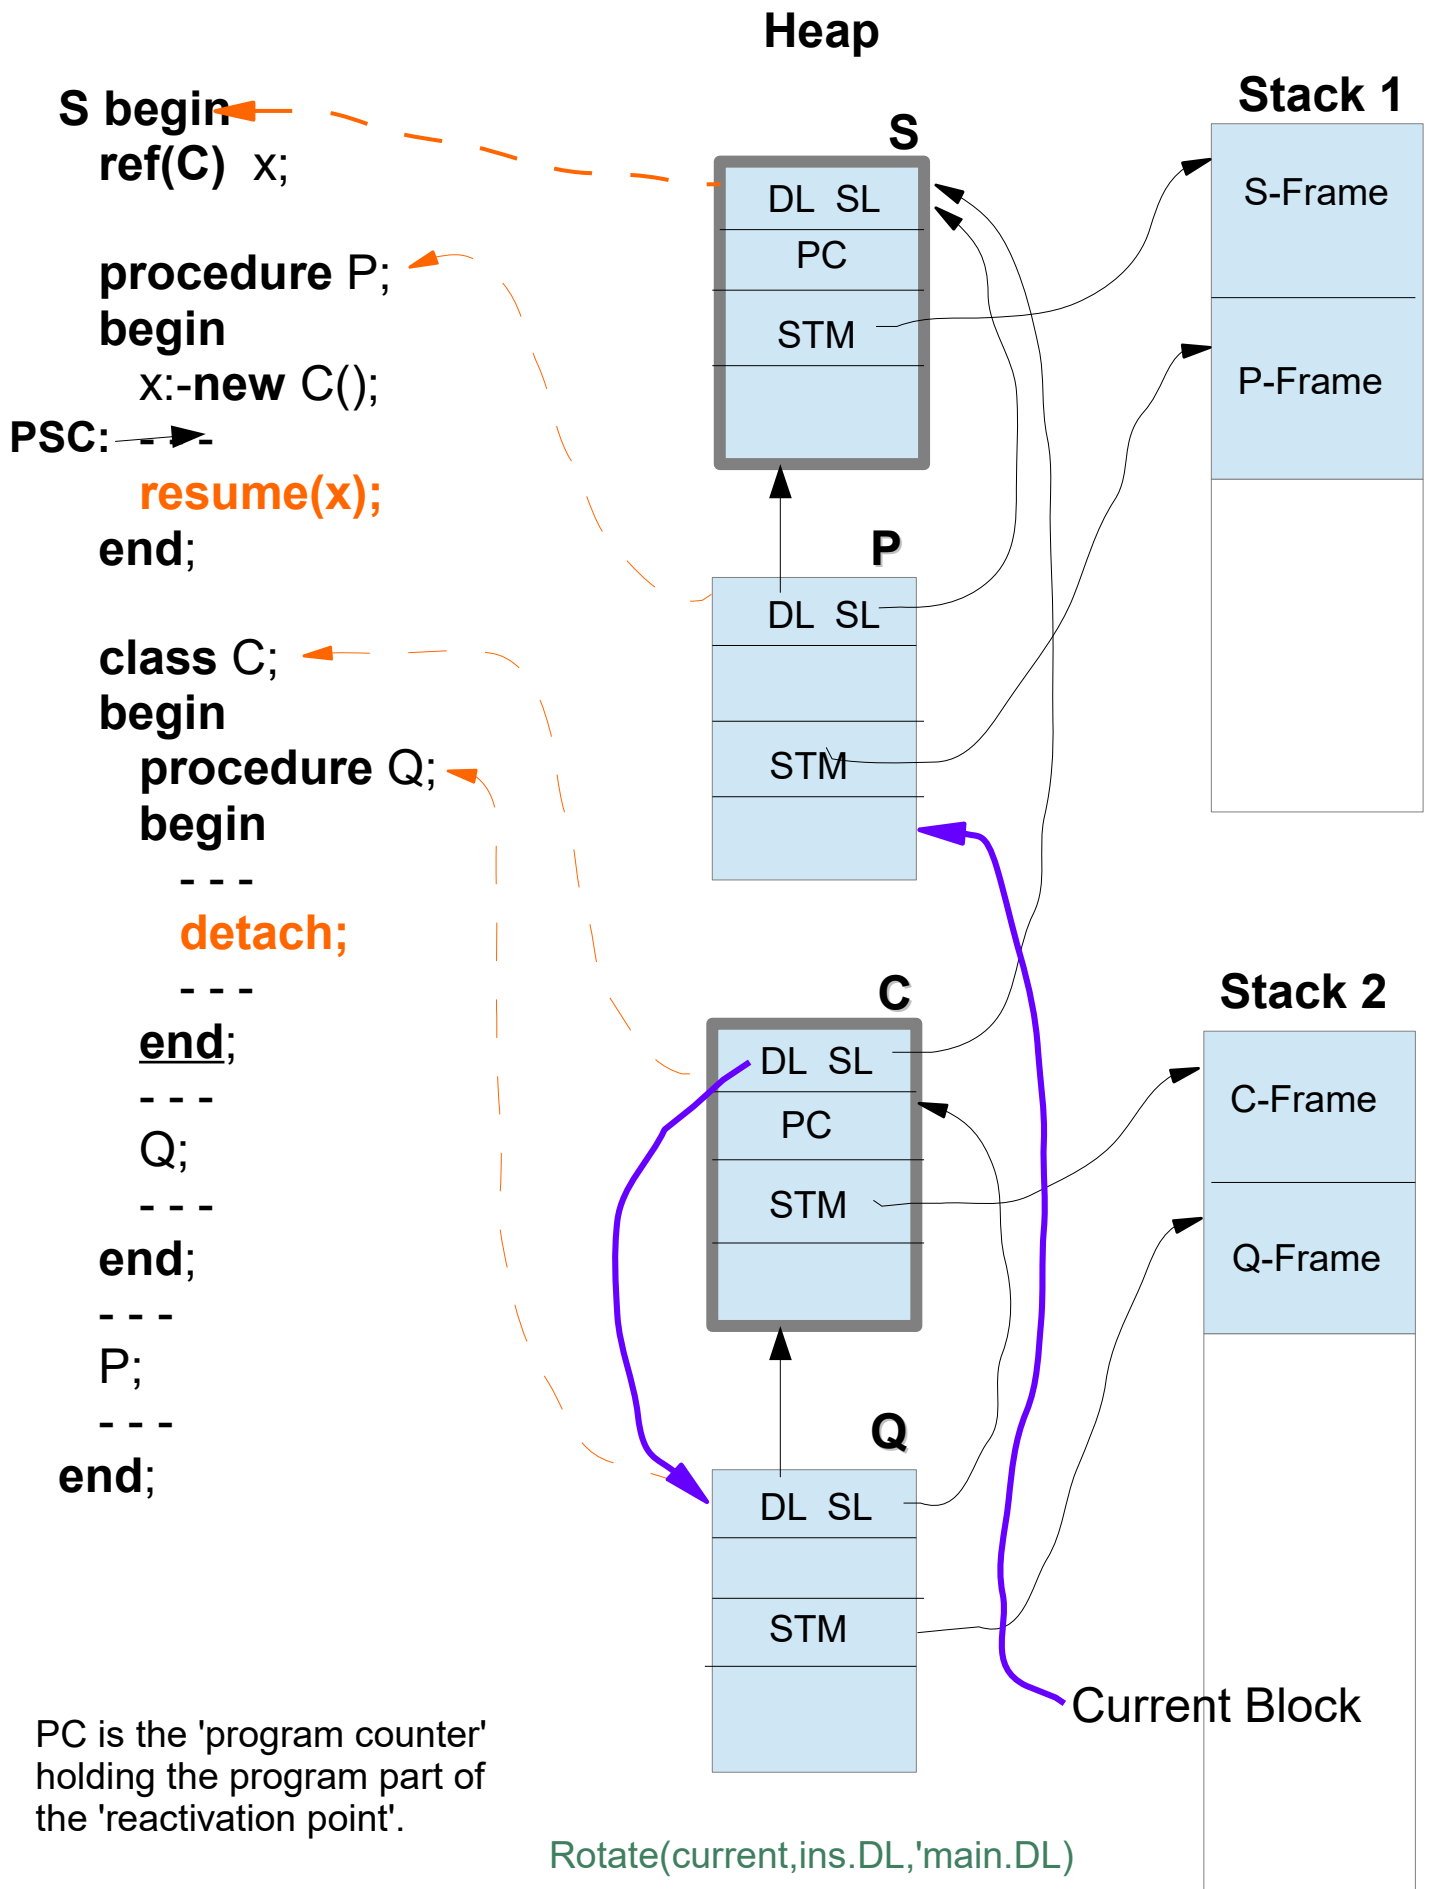 Heap
S begin
ref(C) x;
procedure P;
begin
x:-new C();
PSC: - - -
resume(x);
end;
class C;
begin
procedure Q;
begin
- - -
detach;
- - -
end;
- - -
Q;
- - -
end;
- - -
P;
- - -
end;
PC is the 'program counter'
holding the program part of
the 'reactivation point'.
S
DL SL
PC
STM
P
DL SL
STM
C
DL SL
PC
STM
Q
DL SL
STM
Stack 1
S-Frame
P-Frame
Stack 2
C-Frame
Q-Frame
Current Block
Rotate(current,ins.DL,'main.DL)